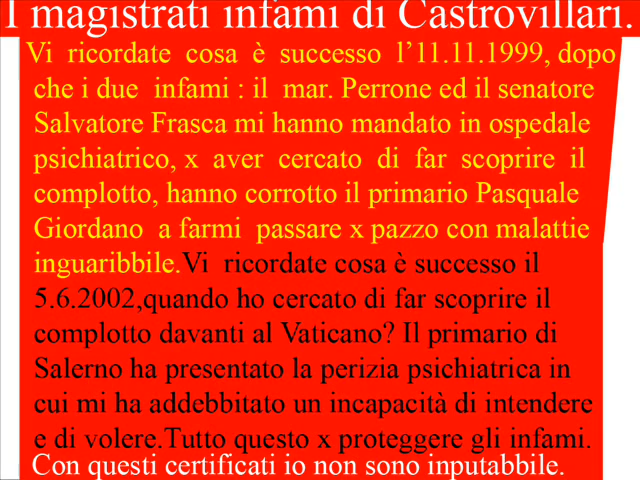 I magistrati infami di Castrovillari.
Vi ricordate cosa è successo l’11.11.1999, dopo
che i due infami : il mar. Perrone ed il senatore
Salvatore Frasca mi hanno mandato in ospedale
psichiatrico, x aver cercato di far scoprire il
complotto, hanno corrotto il primario Pasquale
Giordano a farmi passare x pazzo con malattie
inguaribbile.Vi ricordate cosa è successo il
5.6.2002,quando ho cercato di far scoprire il
complotto davanti al Vaticano? Il primario di
Salerno ha presentato la perizia psichiatrica in
cui mi ha addebbitato un incapacità di intendere
e di volere.Tutto questo x proteggere gli infami.
Con questi certificati io non sono inputabbile.